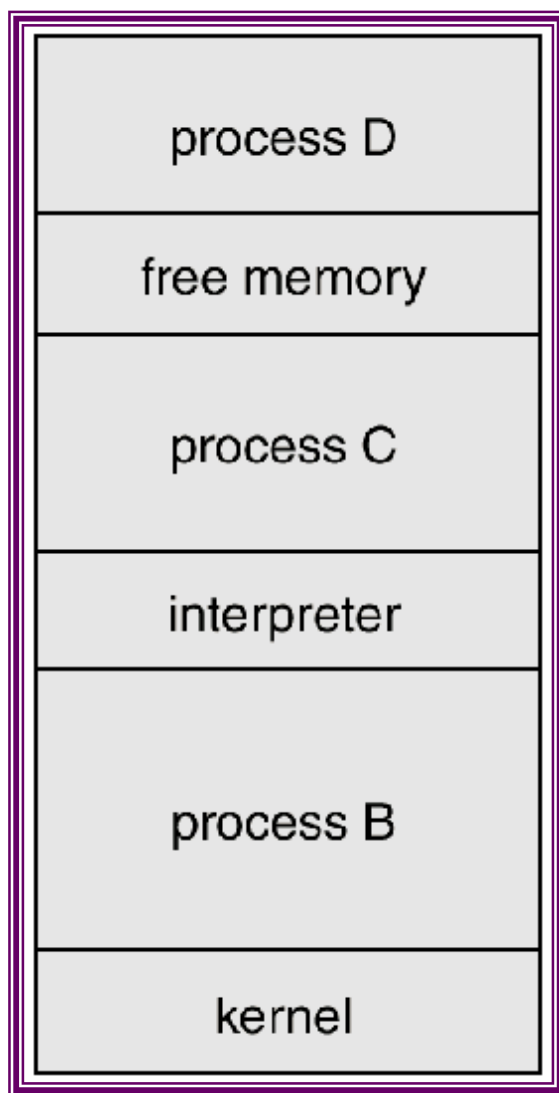 process D
free memory
process C
interpreter
process B
kernel